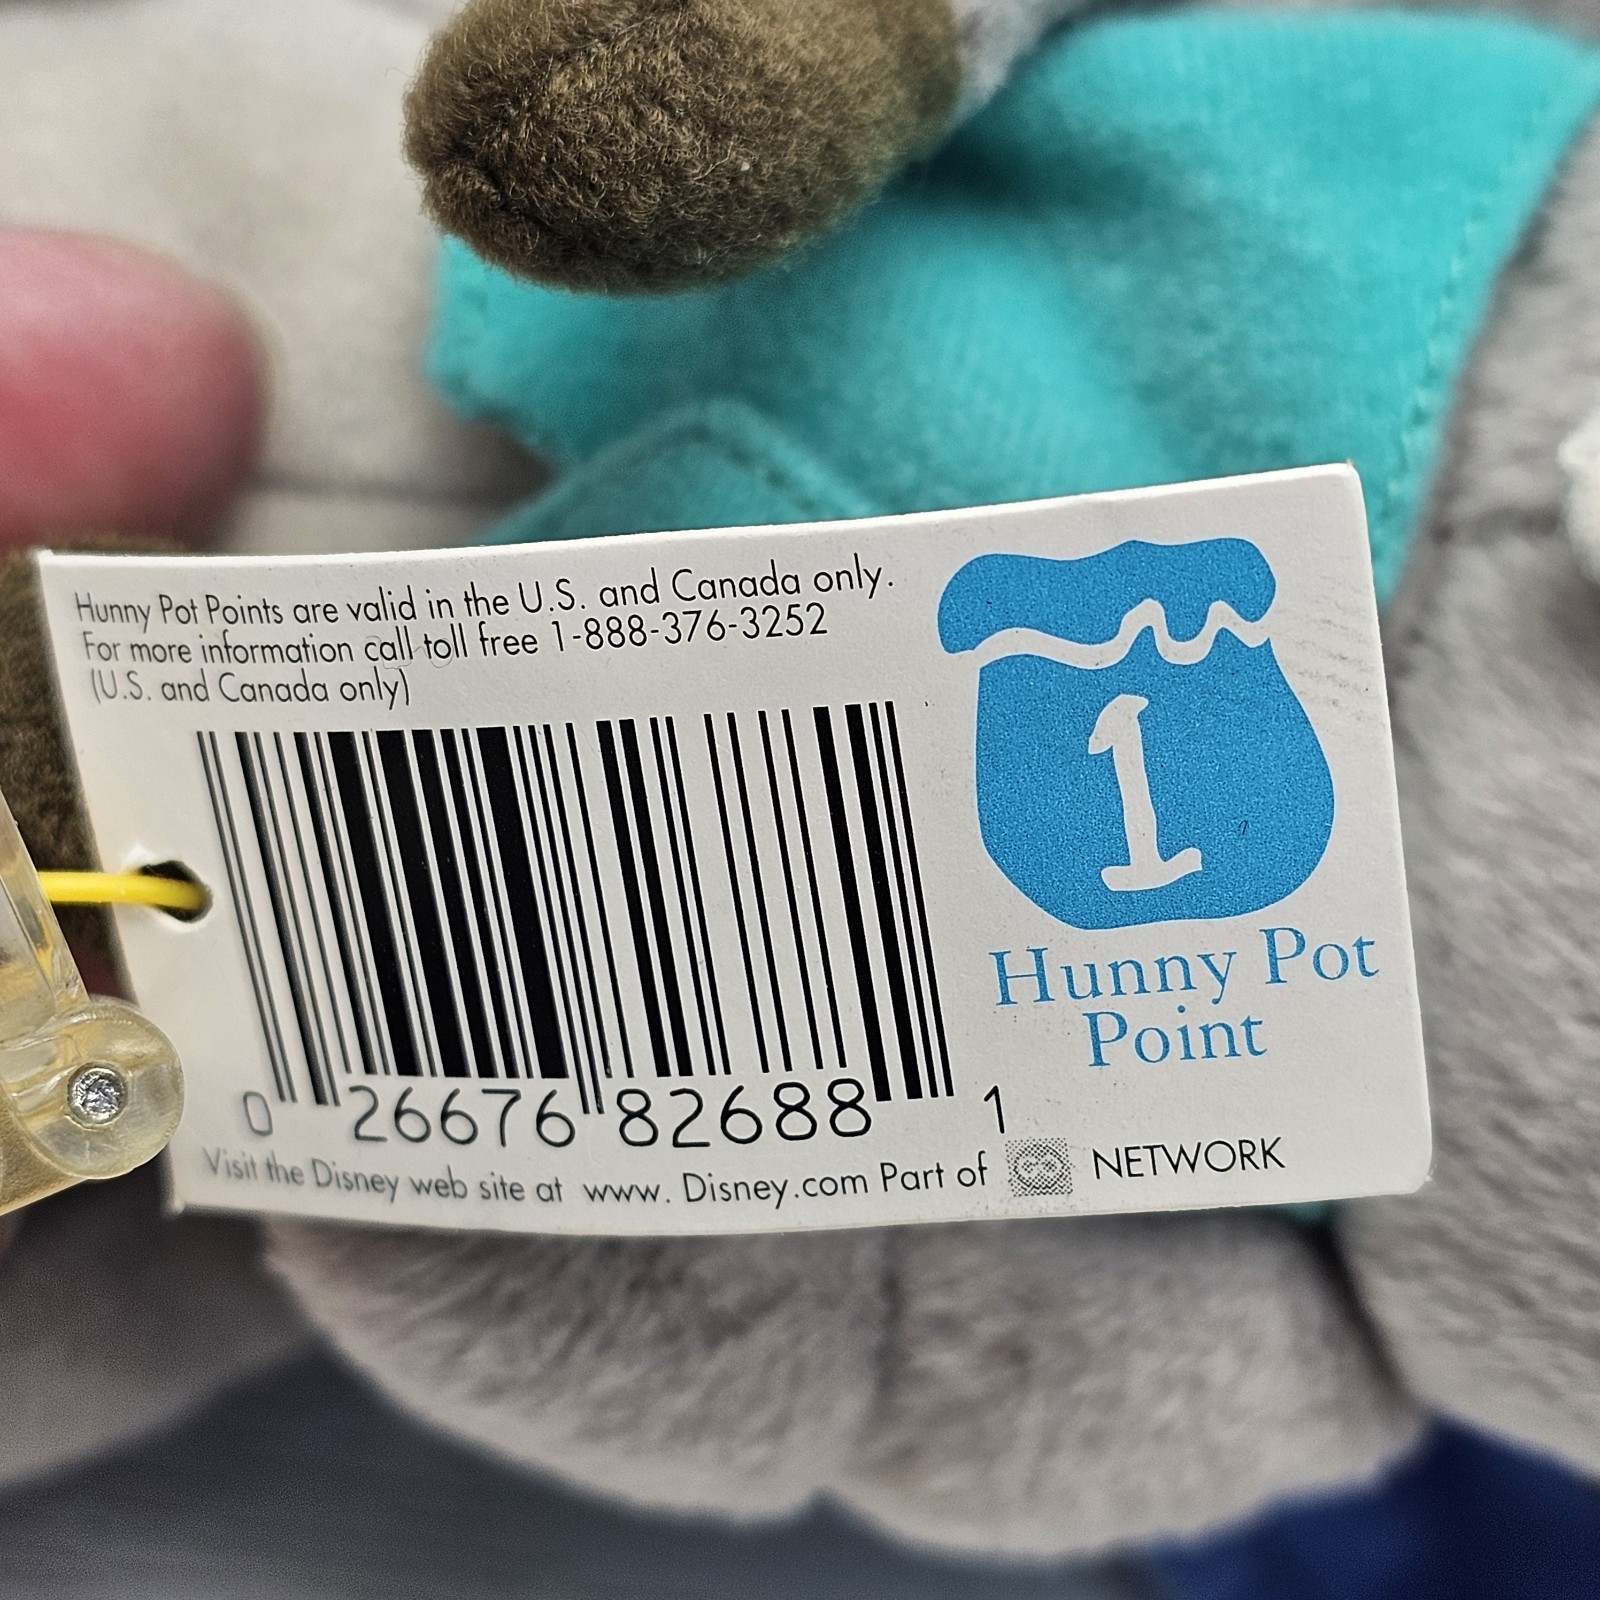 Hunny Pot Points are valid in the U.S. and Canada only.
For more information call toll free 1-888-376-3252
(U.S. and Canada only)
1
Hunny Pot
Point
0 26676 82688 1
Visit the Disney web site at www. Disney.com Part of GO NETWORK